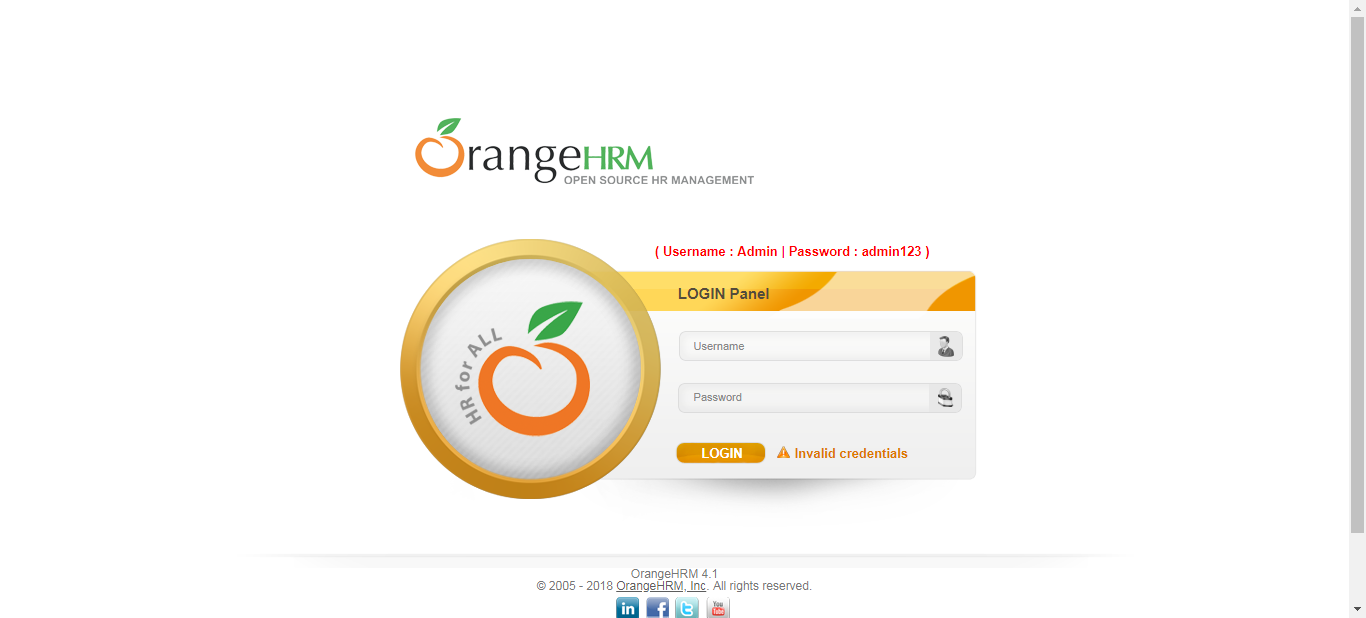 OrangeHRM
OPEN SOURCE HR MANAGEMENT
( Username : Admin | Password : admin123 )
LOGIN Panel
HR for ALL
Username
Password
LOGIN
Invalid credentials
OrangeHRM 4.1
© 2005 - 2018 OrangeHRM, Inc. All rights reserved.
in f t You Tube